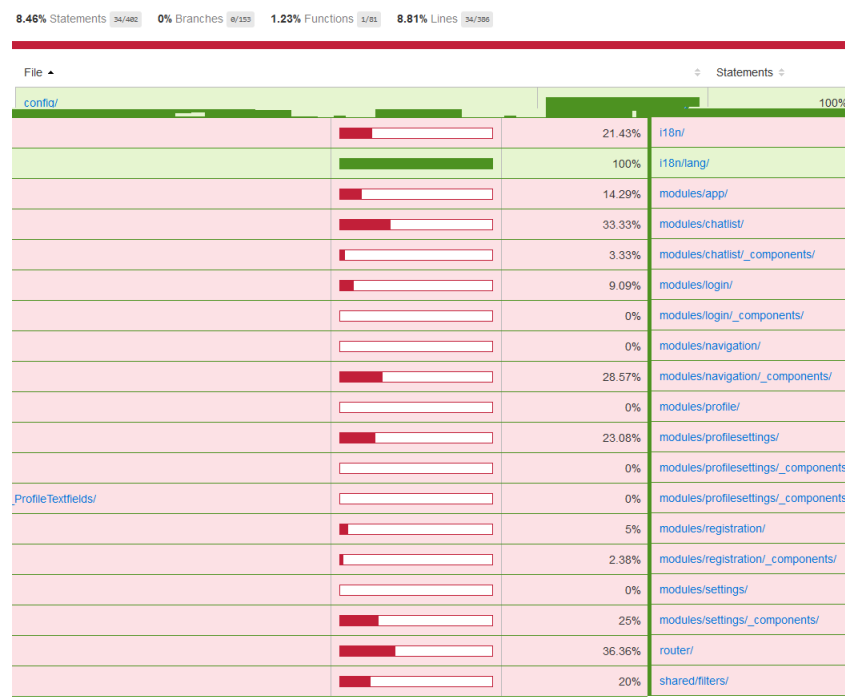 8.46% Statements 34/402 0% Branches 0/153 1.23% Functions 1/81 8.81% Lines 34/386
File Statements
config/ 100%
21.43% i18n/
100% i18n/lang/
14.29% modules/app/
33.33% modules/chatlist/
3.33% modules/chatlist/_components/
9.09% modules/login/
0% modules/login/_components/
0% modules/navigation/
28.57% modules/navigation/_components/
0% modules/profile/
23.08% modules/profilesettings/
0% modules/profilesettings/_components
_ProfileTextfields/ 0% modules/profilesettings/_components
5% modules/registration/
2.38% modules/registration/_components/
0% modules/settings/
25% modules/settings/_components/
36.36% router/
20% shared/filters/